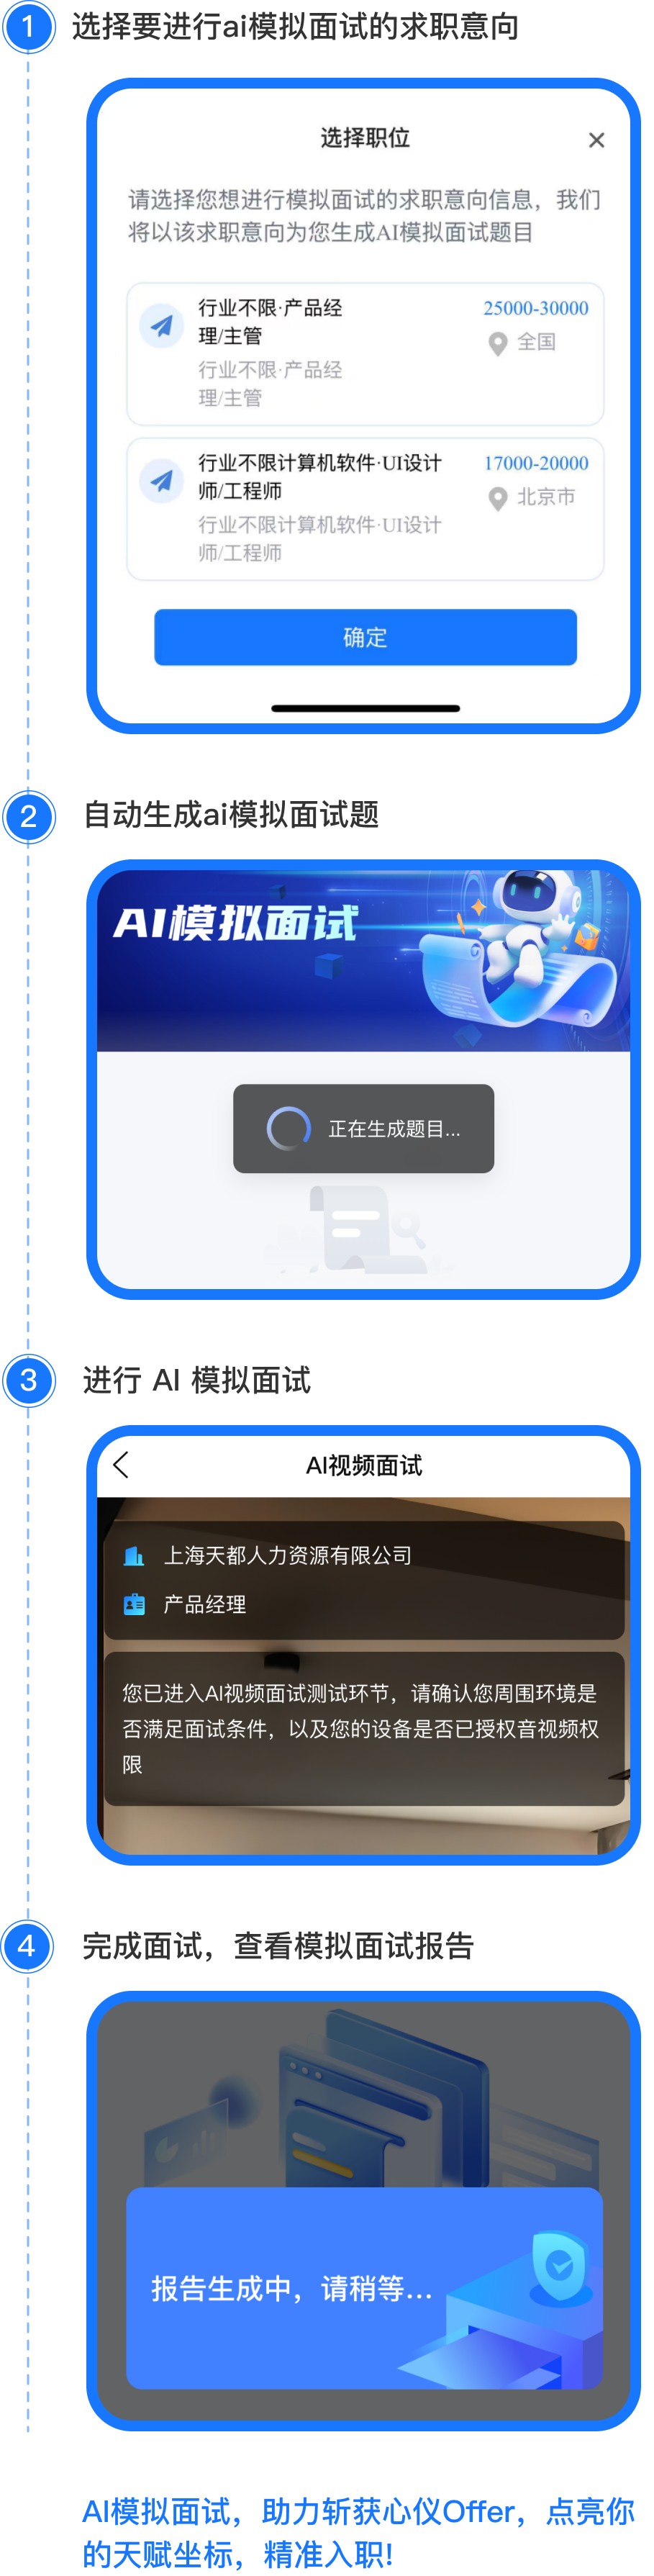 1 选择要进行ai模拟面试的求职意向
选择职位
请选择您想进行模拟面试的求职意向信息，我们
将以该求职意向为您生成AI模拟面试题目
行业不限·产品经
理/主管
25000-30000
全国
行业不限·产品经
理/主管
行业不限计算机软件·UI设计
师/工程师
17000-20000
北京市
行业不限计算机软件·UI设计
师/工程师
确定
2 自动生成ai模拟面试题
AI模拟面试
正在生成题目...
3 进行 AI 模拟面试
AI视频面试
上海天都人力资源有限公司
产品经理
您已进入AI视频面试测试环节，请确认您周围环境是
否满足面试条件，以及您的设备是否已授权音视频权
限
4 完成面试，查看模拟面试报告
报告生成中，请稍等...
AI模拟面试，助力斩获心仪Offer，点亮你
的天赋坐标，精准入职!